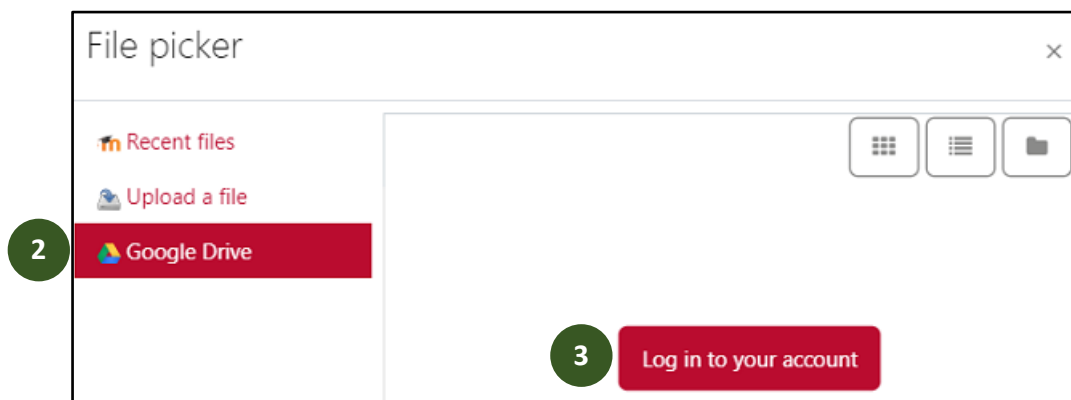 File picker
×
Recent files
Upload a file
2
Google Drive
3
Log in to your account